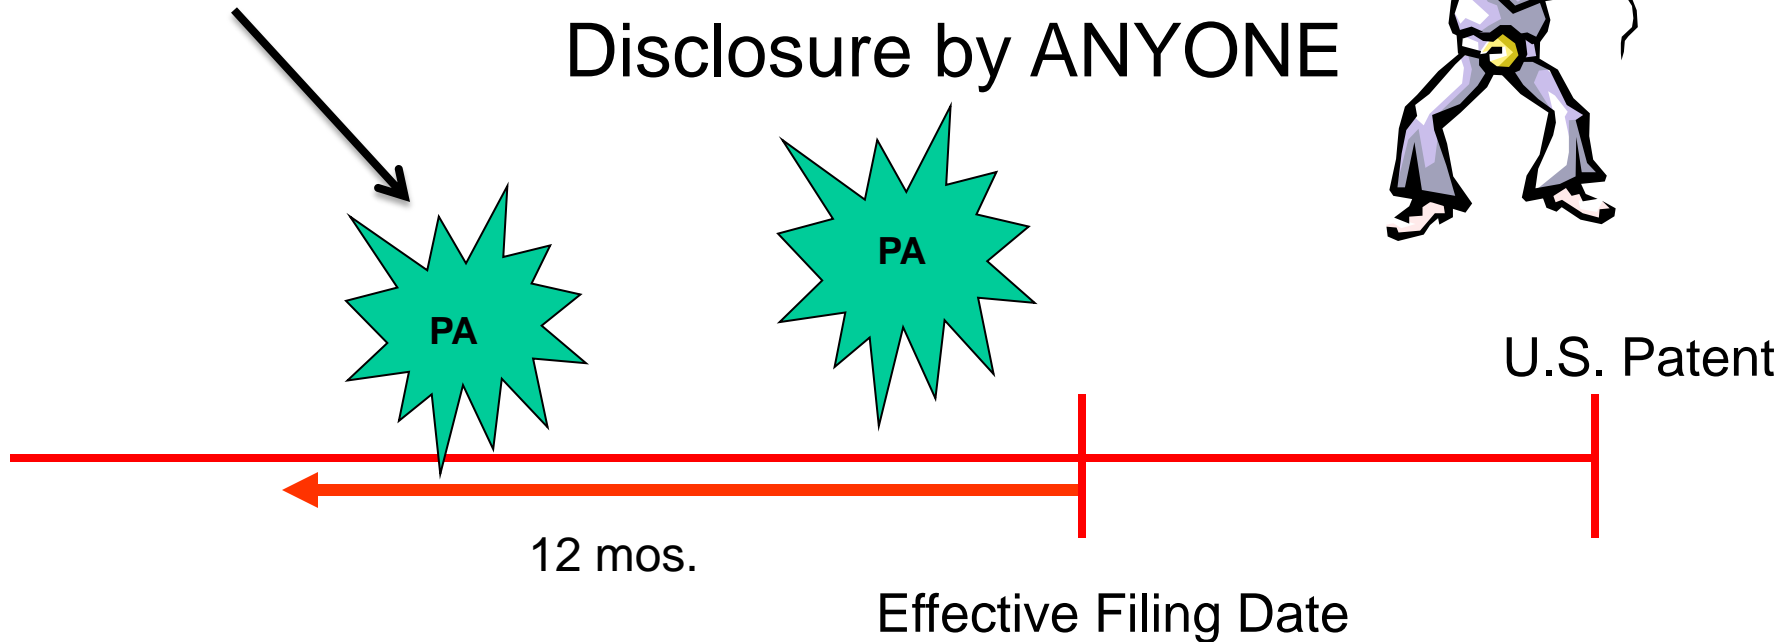 Disclosure by ANYONE
PA
PA
U.S. Patent
12 mos.
Effective Filing Date